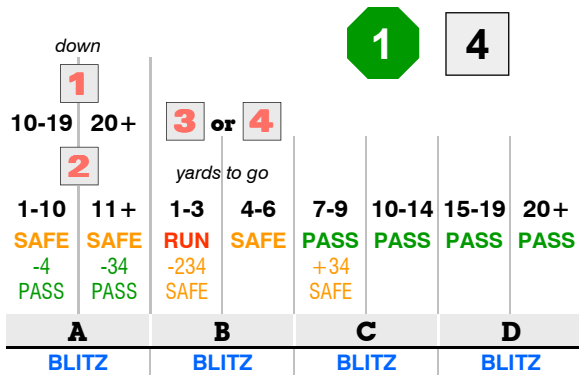 1 4
down
1
10-19 20+ 3 or 4
2
yards to go
1-10 11+ 1-3 4-6 7-9 10-14 15-19 20+
SAFE SAFE RUN SAFE PASS PASS PASS PASS
-4 -34 -234 +34
PASS PASS SAFE SAFE
A B C D
BLITZ BLITZ BLITZ BLITZ